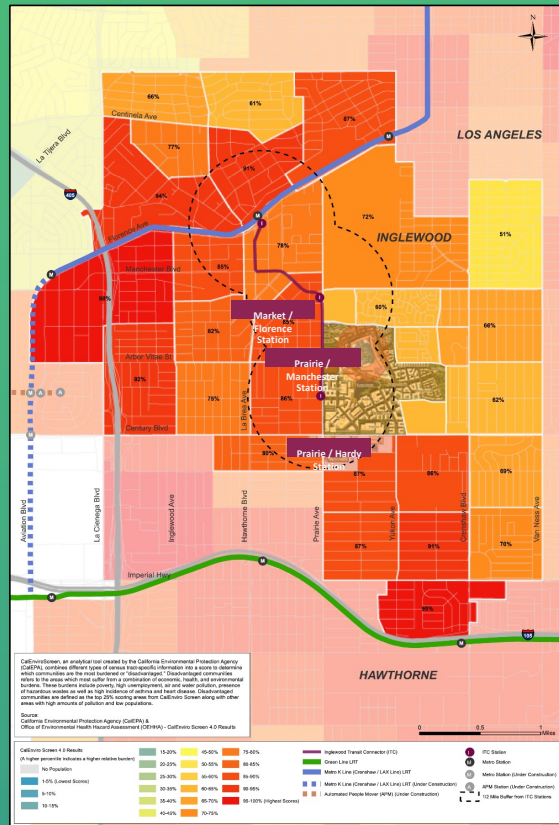 N
LOS ANGELES
INGLEWOOD
HAWTHORNE
66%
61%
87%
Centinela Ave
77%
La Tijera Blvd
91%
405
94%
72%
Florence Ave
78%
51%
Manchester Blvd
85%
98%
60%
Market /
Florence
Station
85%
82%
66%
Arbor Vitae St
Prairie /
Manchester
Station
92%
75%
La Brea Ave
86%
62%
Century Blvd
80%
Prairie / Hardy
Station
87%
98%
69%
Aviation Blvd
La Cienega Blvd
Inglewood Ave
Hawthorne Blvd
Prairie Ave
Yukon Ave
Crenshaw Blvd
Van Ness Ave
87%
91%
70%
Imperial Hwy
95%
105
M
I
A
CalEnviroScreen, an analytical tool created by the California Environmental Protection Agency
(CalEPA), combines different types of census tract-specific information into a score to determine
which communities are the most burdened or "disadvantaged." Disadvantaged communities
refers to the areas which most suffer from a combination of economic, health, and environmental
burdens. These burdens include poverty, high unemployment, air and water pollution, presence
of hazardous wastes as well as high incidence of asthma and heart disease. Disadvantaged
communities are defined as the top 25% scoring areas from CalEnviro Screen along with other
areas with high amounts of pollution and low populations.
Source:
California Environmental Protection Agency (CalEPA) &
Office of Environmental Health Hazard Assessment (OEHHA) - CalEnviro Screen 4.0 Results
0 0.5 1
Miles
CalEnviro Screen 4.0 Results
(A higher percentile indicates a higher relative burden)
No Population
1-5% (Lowest Scores)
5-10%
10-15%
15-20%
20-25%
25-30%
30-35%
35-40%
40-45%
45-50%
50-55%
55-60%
60-65%
65-70%
70-75%
75-80%
80-85%
85-90%
90-95%
95-100% (Highest Scores)
Inglewood Transit Connector (ITC)
Green Line LRT
Metro K Line (Crenshaw / LAX Line) LRT
Metro K Line (Crenshaw / LAX Line) LRT (Under Construction)
Automated People Mover (APM) (Under Construction)
I ITC Station
M Metro Station
M Metro Station (Under Construction)
A APM Station (Under Construction)
1/2 Mile Buffer from ITC Stations